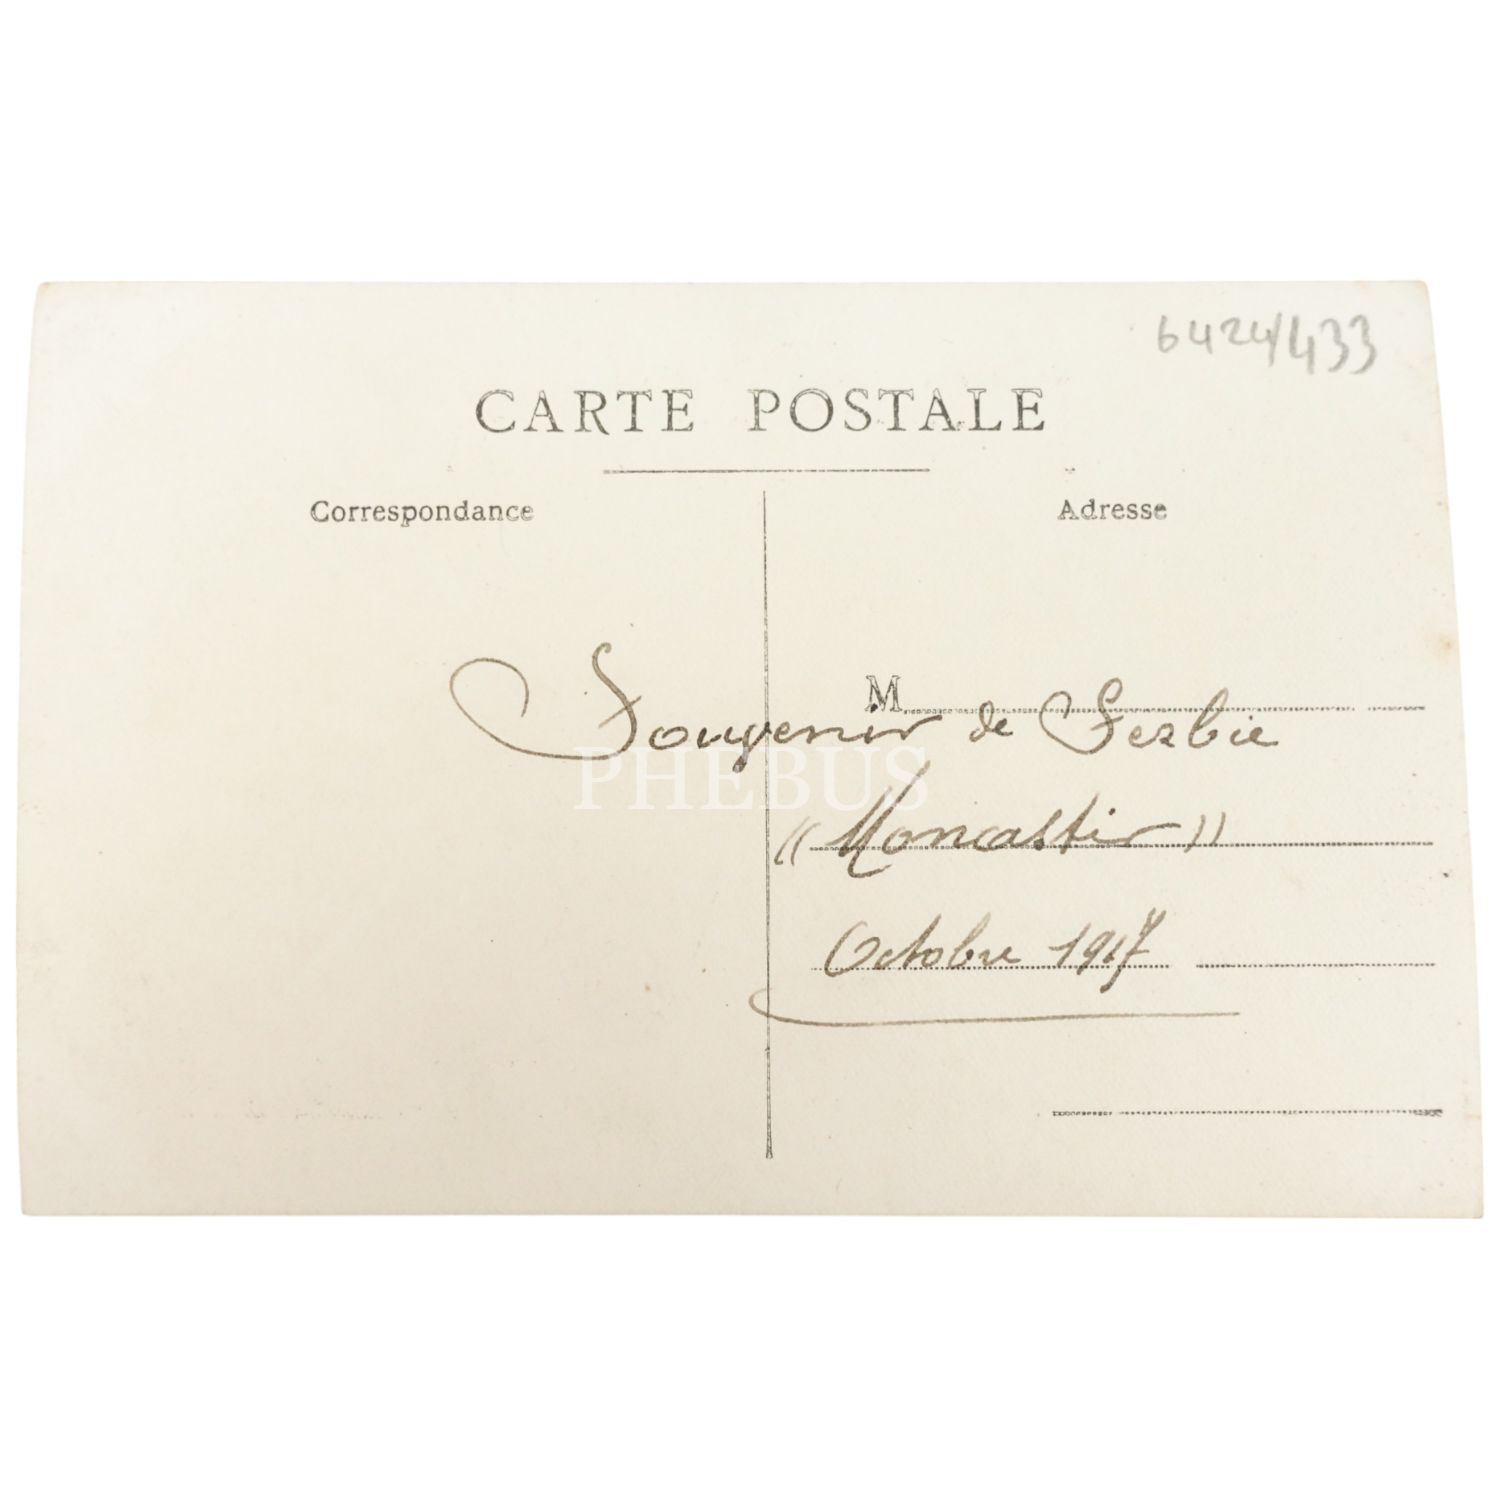 6424/433
CARTE POSTALE
Correspondance
Adresse
M
Souvenir de Serbie
PHEBUS
"Monastir"
Octobre 1917